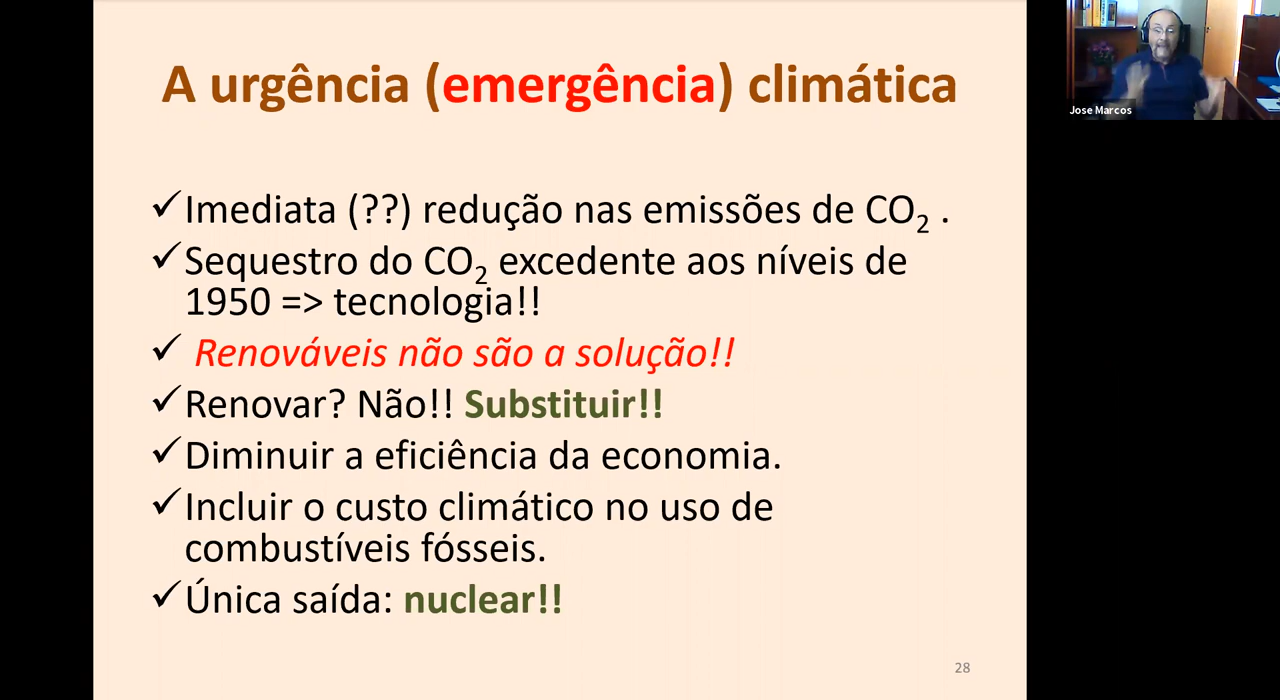 A urgência (emergência) climática
Jose Marcos
✓Imediata (??) redução nas emissões de CO₂ .
✓Sequestro do CO₂ excedente aos níveis de
1950 => tecnologia!!
✓ Renováveis não são a solução!!
✓Renovar? Não!! Substituir!!
✓Diminuir a eficiência da economia.
✓Incluir o custo climático no uso de
combustíveis fósseis.
✓Única saída: nuclear!!
28